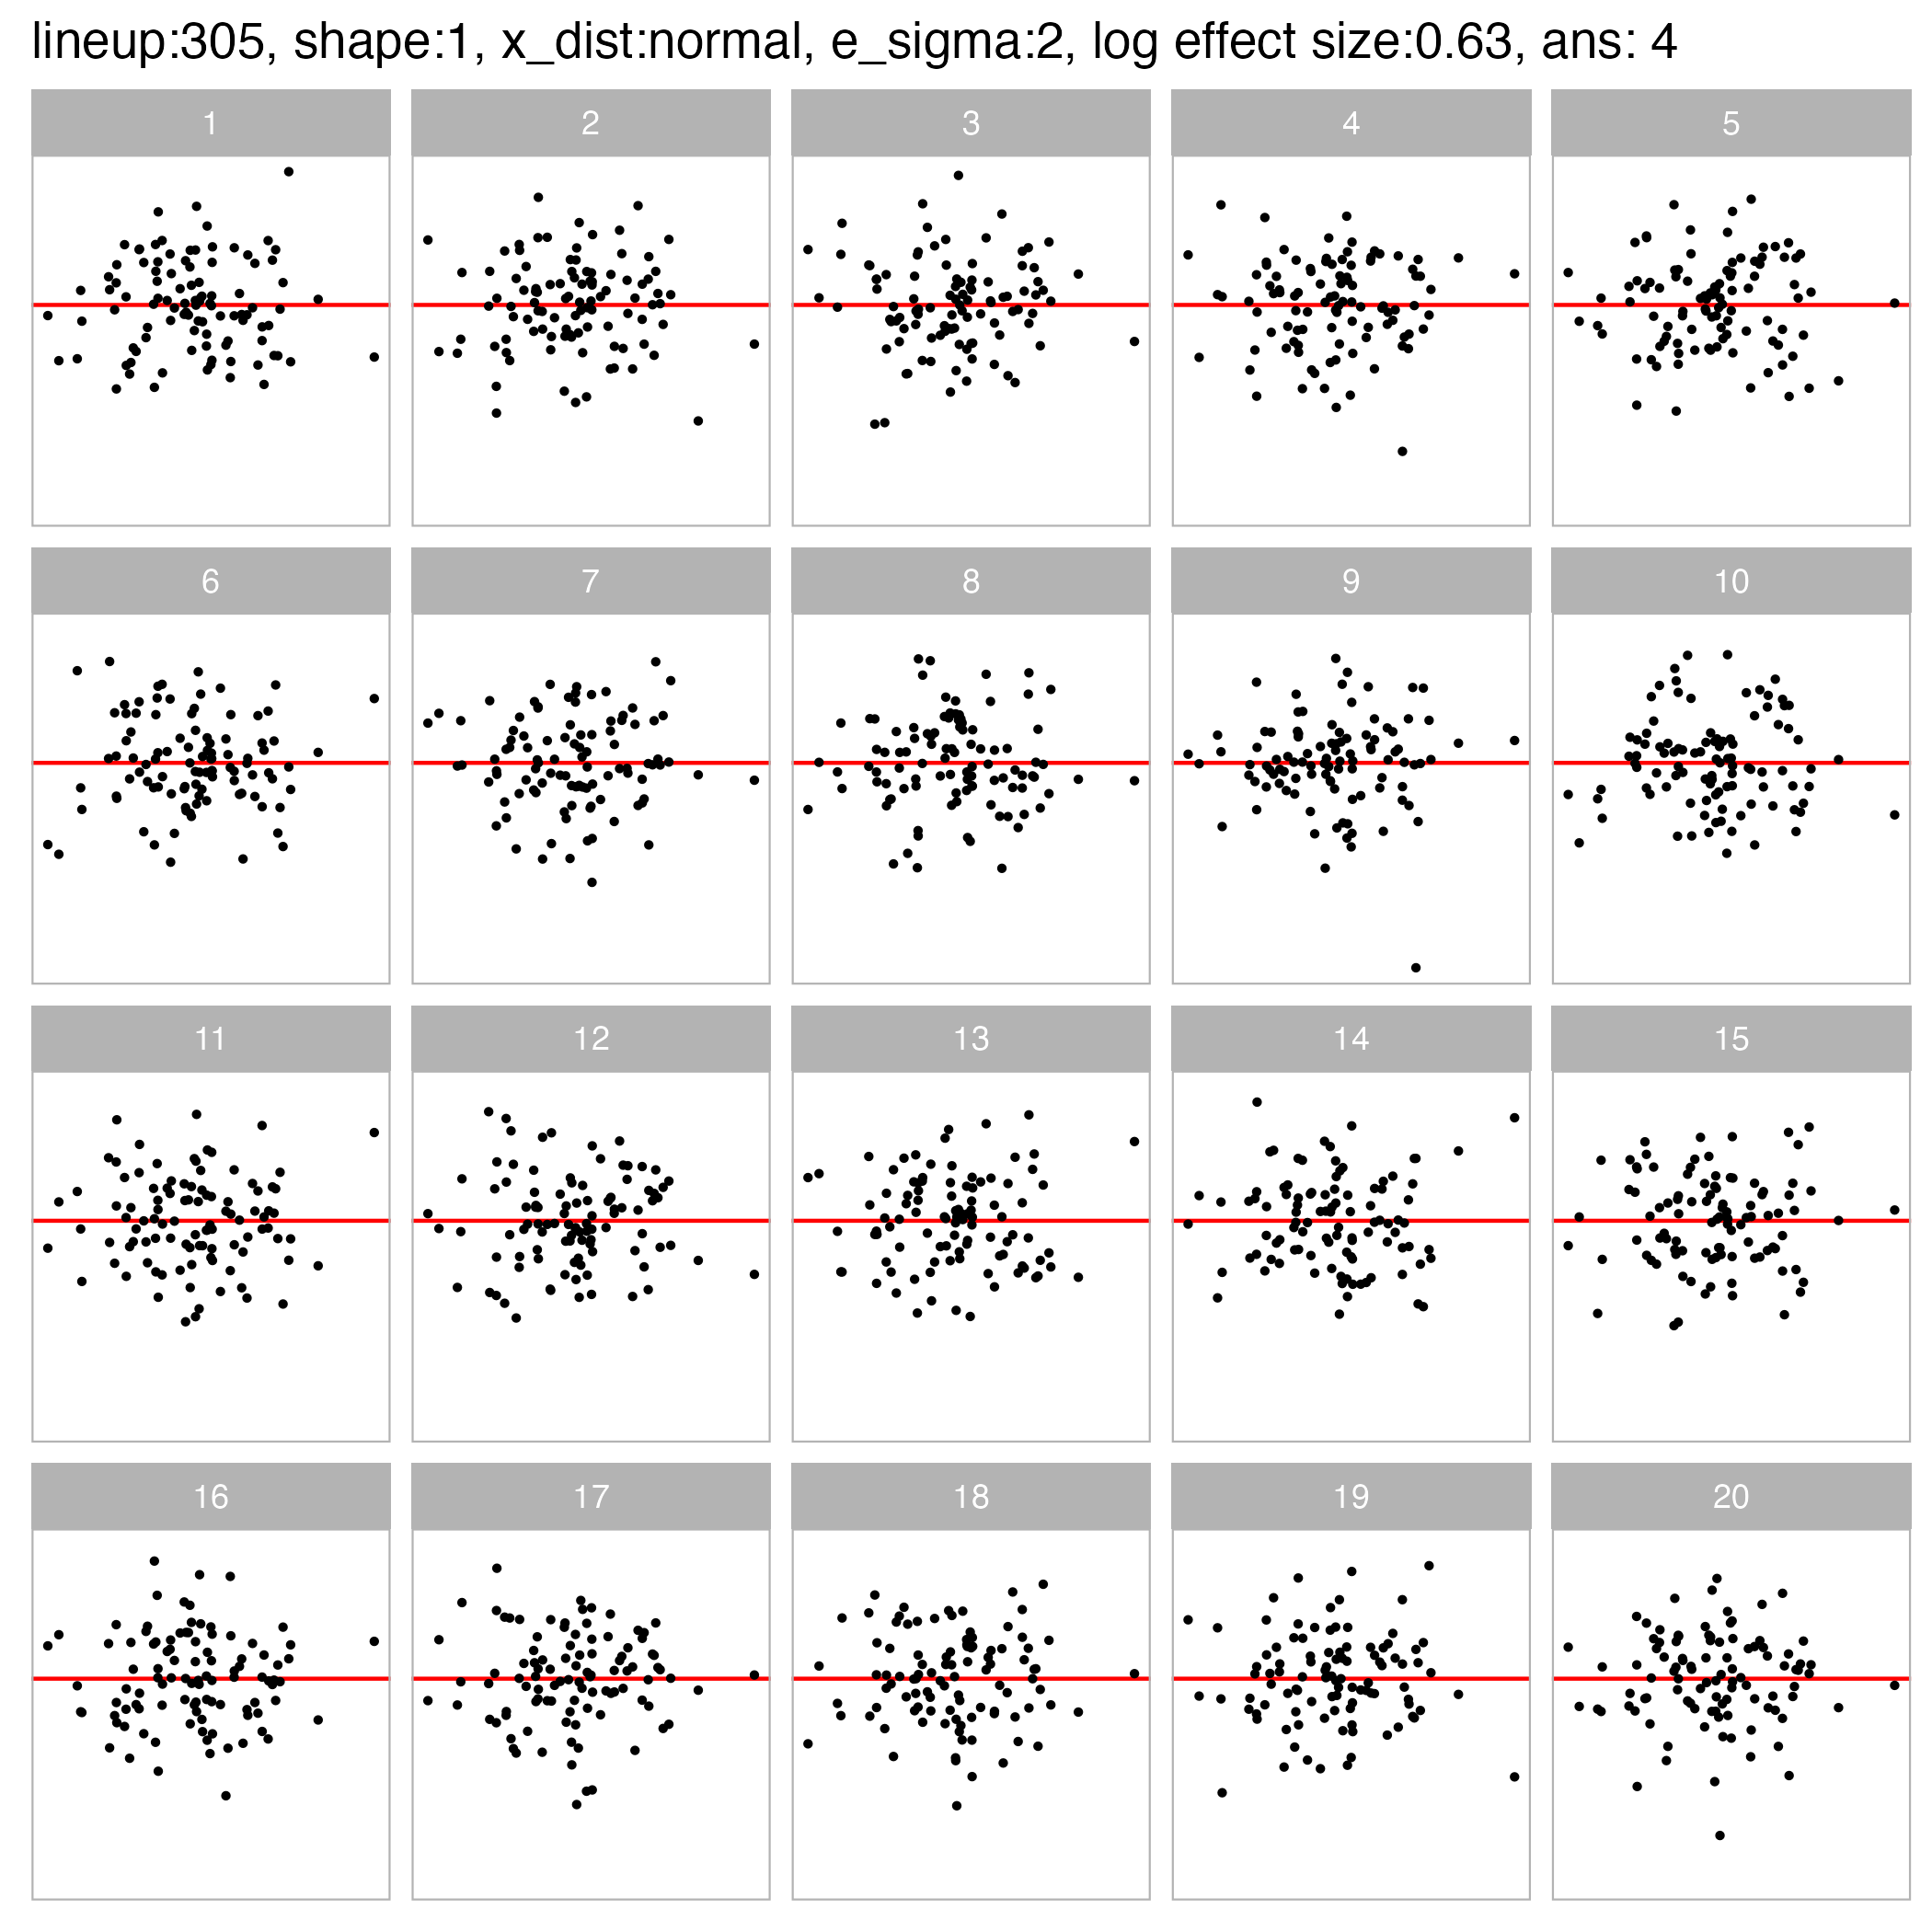 lineup:305, shape:1, x_dist:normal, e_sigma:2, log effect size:0.63, ans: 4
1 2 3 4 5
6 7 8 9 10
11 12 13 14 15
16 17 18 19 20